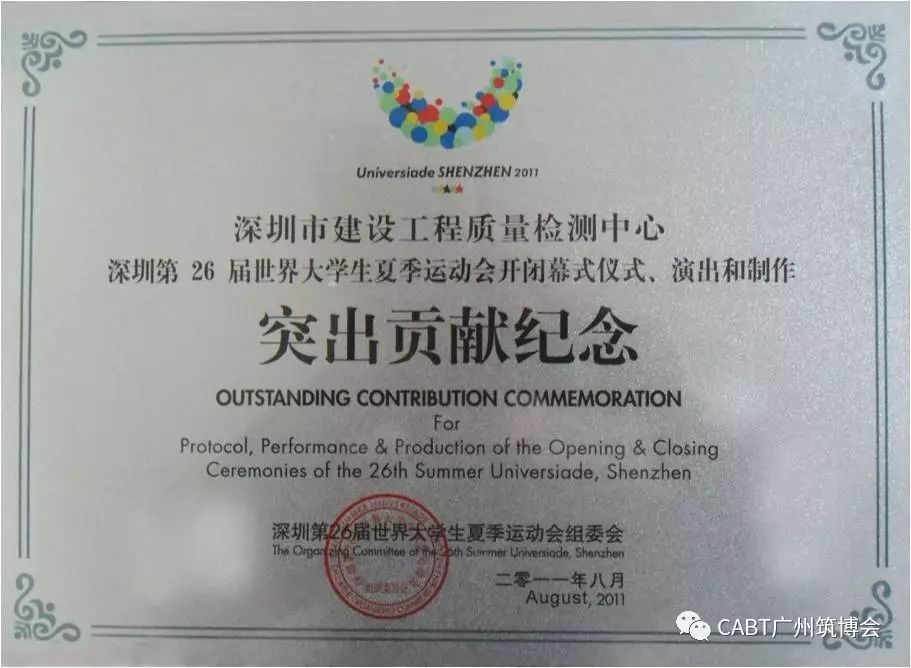 Universiade SHENZHEN 2011
深圳市建设工程质量检测中心
深圳第 26 届世界大学生夏季运动会开闭幕式仪式、演出和制作
突出贡献纪念
OUTSTANDING CONTRIBUTION COMMEMORATION
For
Protocol, Performance & Production of the Opening & Closing
Ceremonies of the 26th Summer Universiade, Shenzhen
深圳第26届世界大学生夏季运动会组委会
The Organizing Committee of the 26th Summer Universiade, Shenzhen
二零一一年八月
August, 2011
CABT广州筑博会